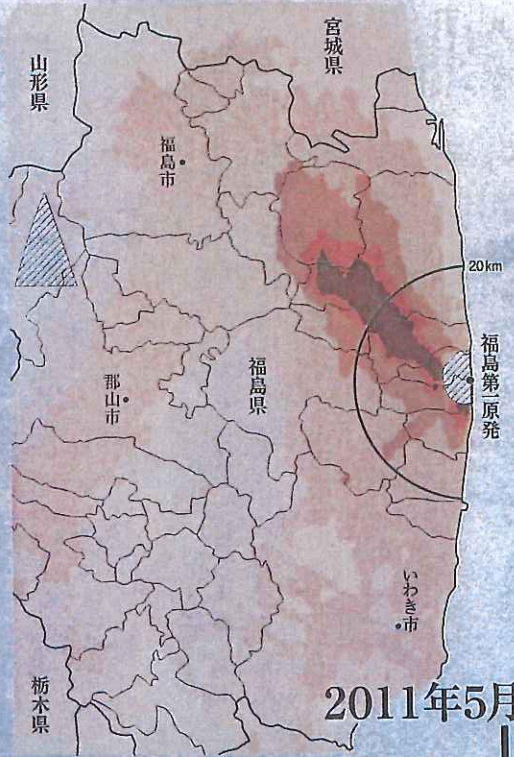 宮城県
山形県
福島市
20km
福島第一原発
福島県
郡山市
いわき市
栃木県
2011年5月